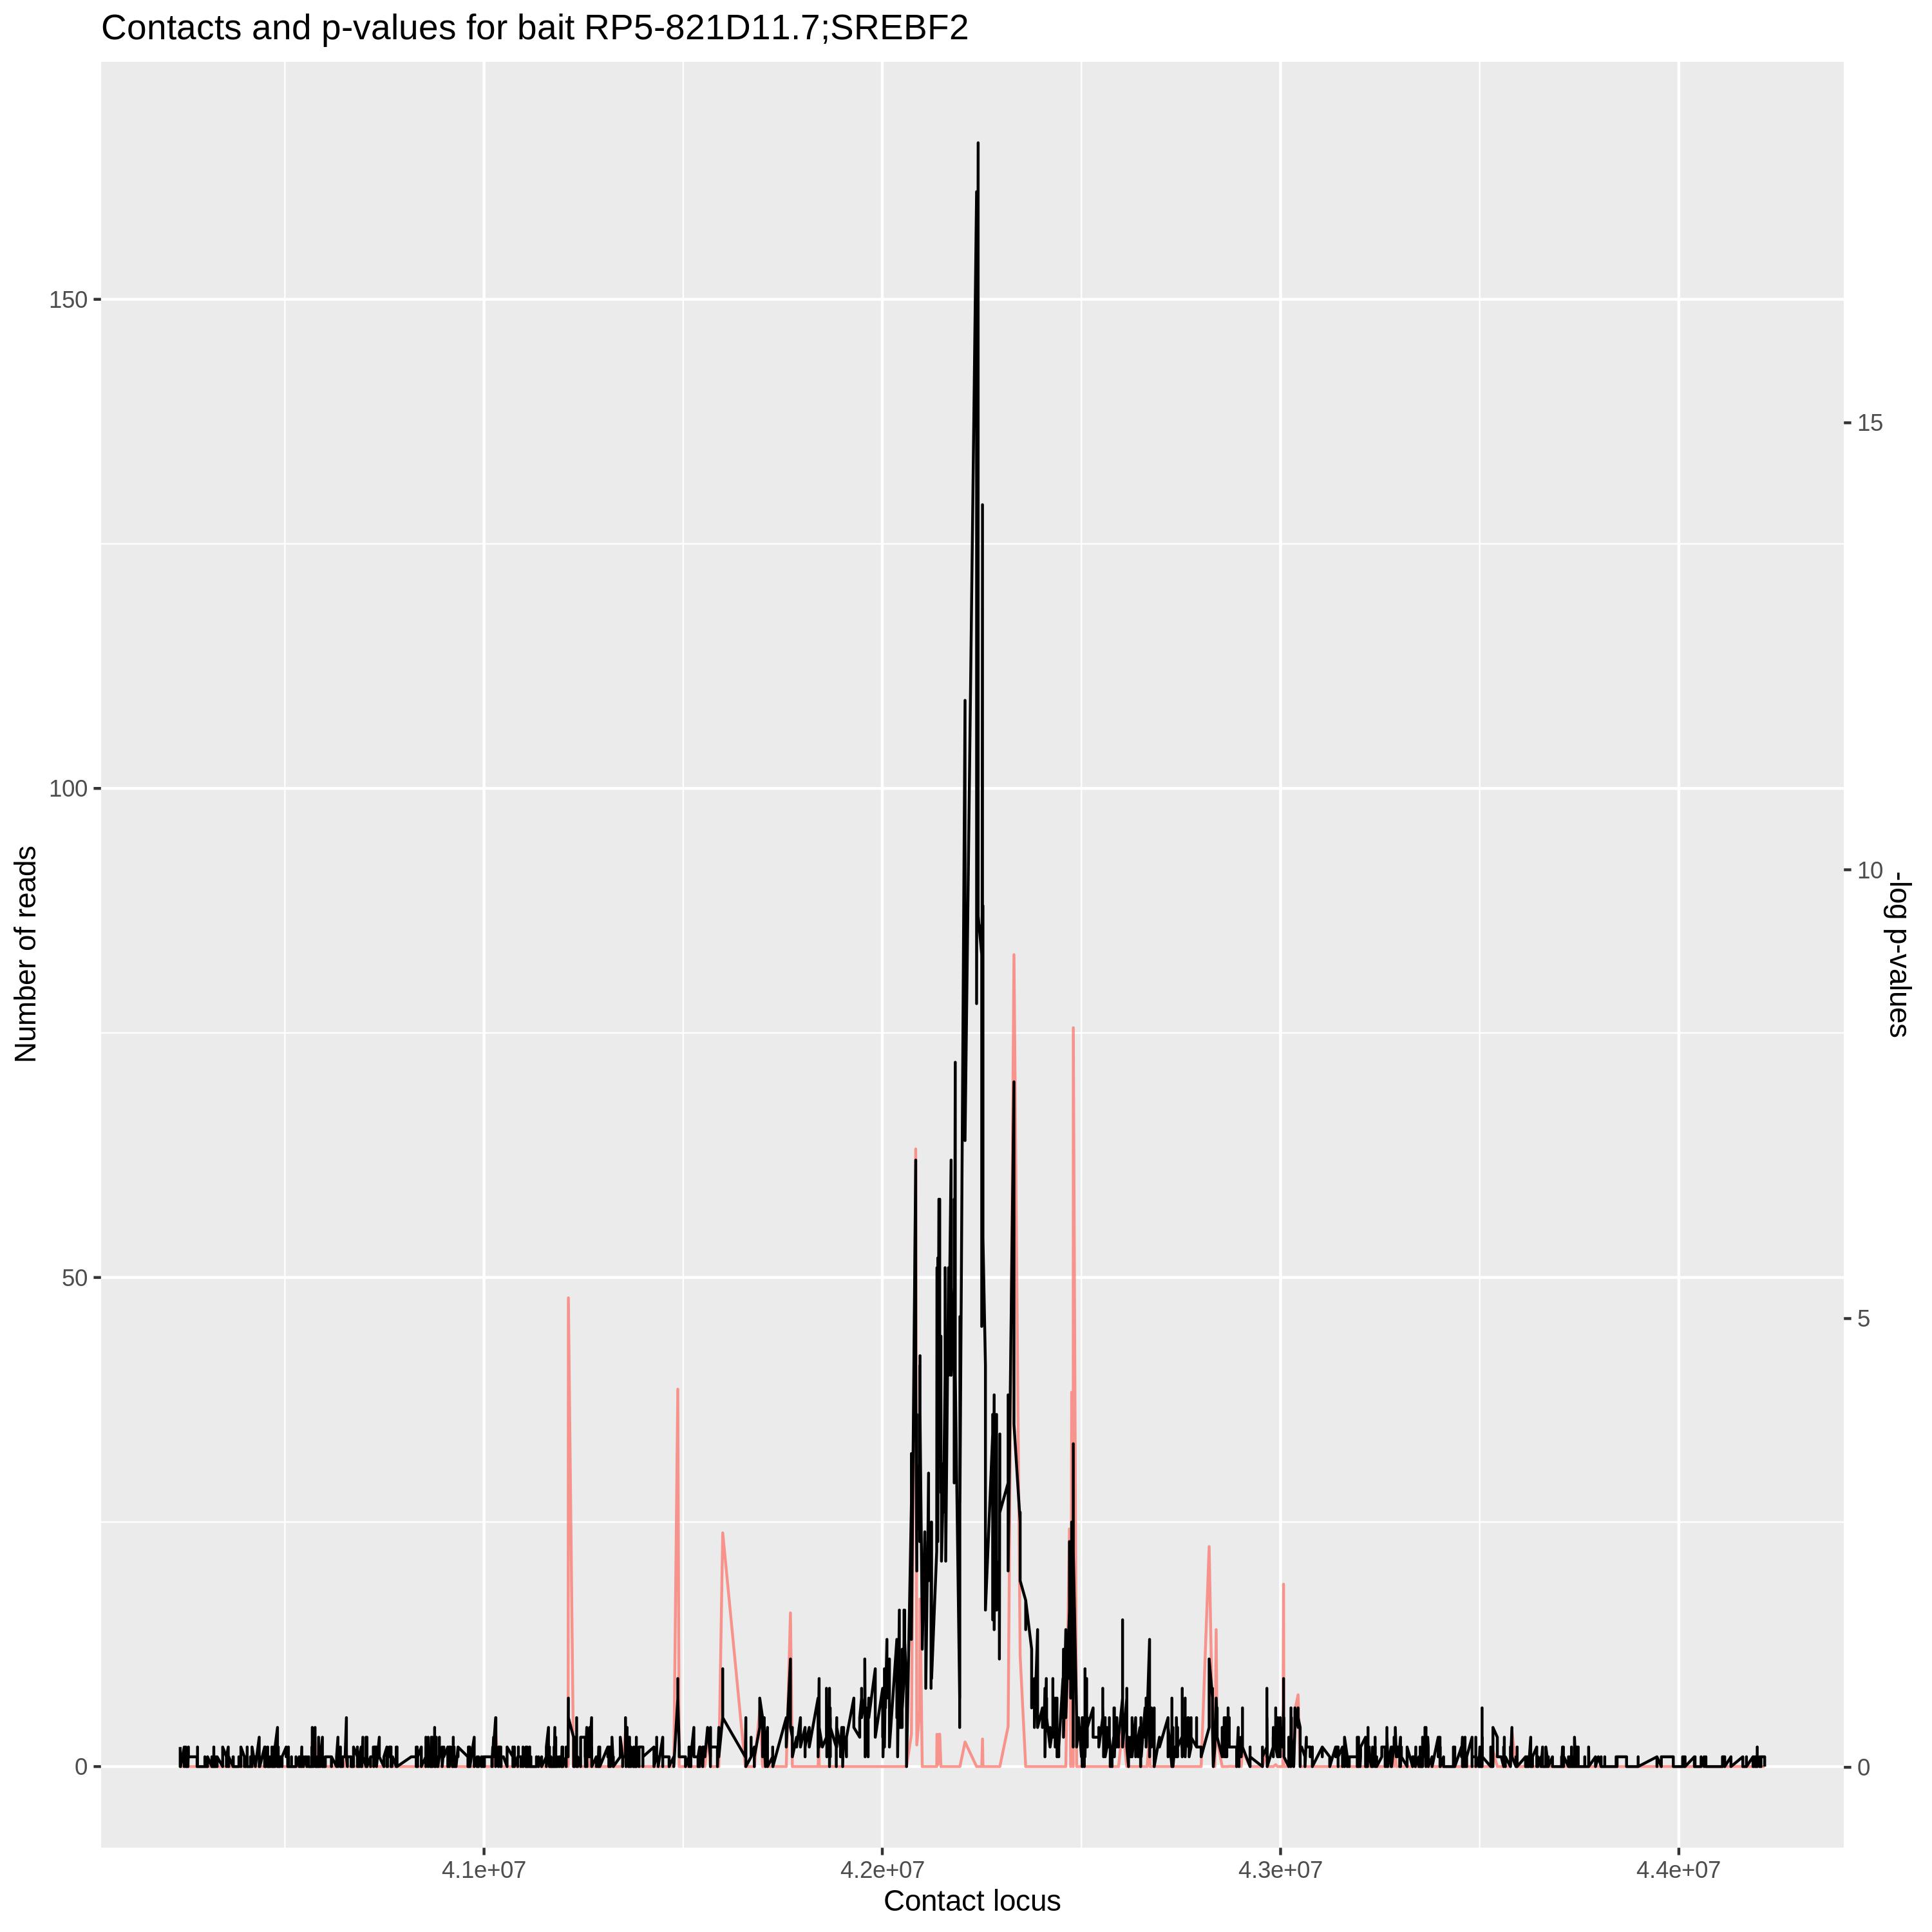 Contacts and p-values for bait RP5-821D11.7;SREBF2
150
100
50
0
Number of reads
15
10
5
0
-log p-values
4.1e+07
4.2e+07
4.3e+07
4.4e+07
Contact locus